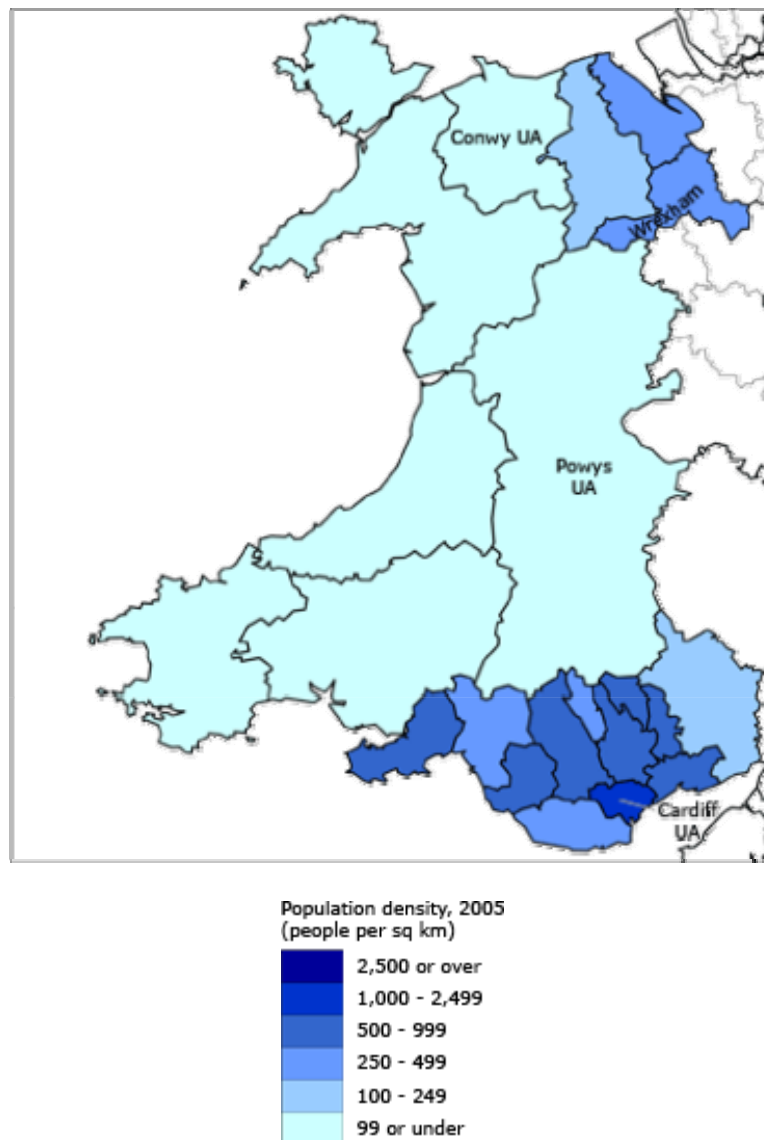 Conwy UA
Wrexham
Powys
UA
Cardiff
UA
Population density, 2005
(people per sq km)
2,500 or over
1,000 - 2,499
500 - 999
250 - 499
100 - 249
99 or under